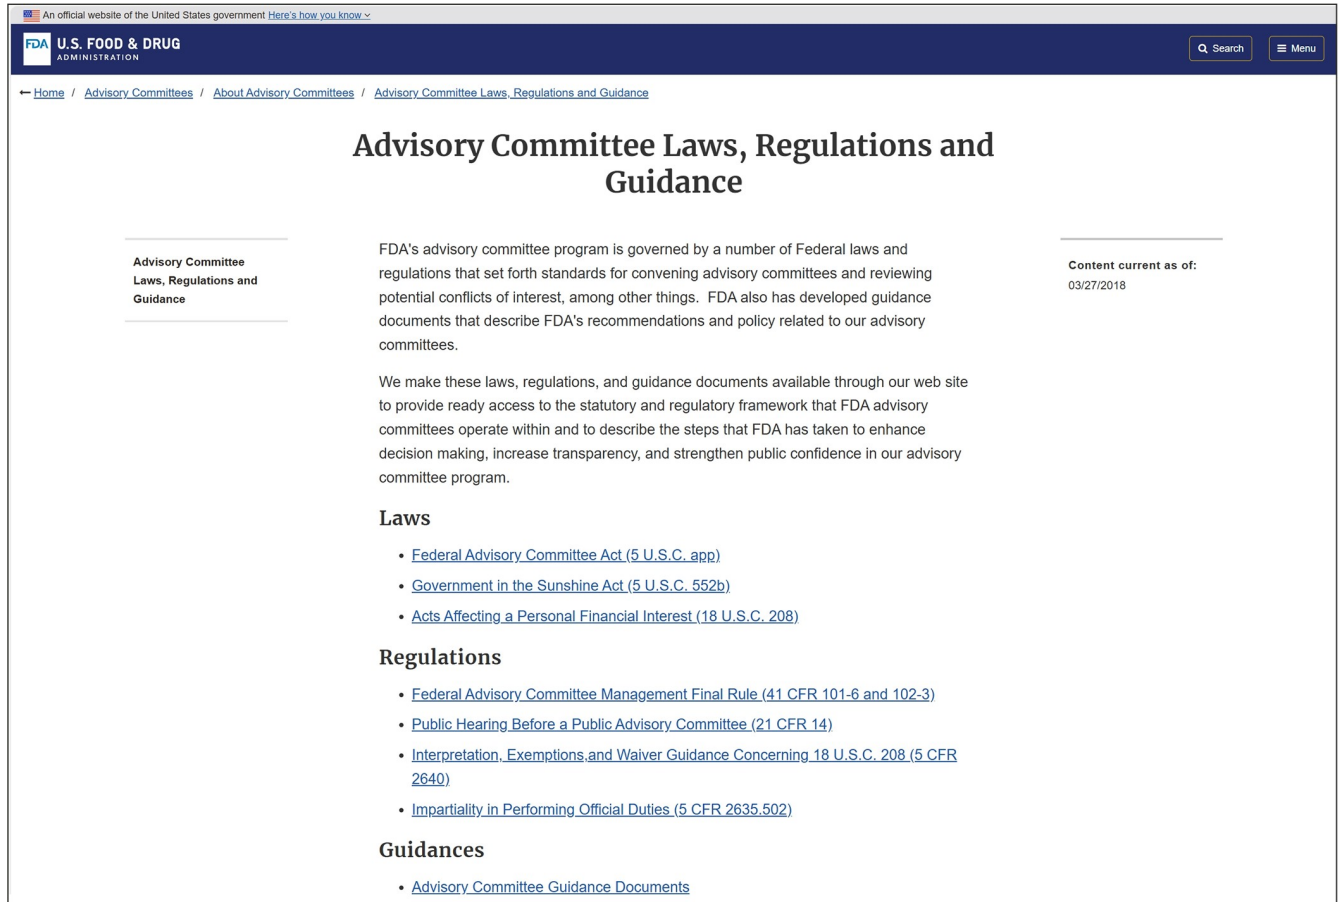 An official website of the United States government Here's how you know
FDA U.S. FOOD & DRUG
ADMINISTRATION
Search
Menu
Home / Advisory Committees / About Advisory Committees / Advisory Committee Laws, Regulations and Guidance
Advisory Committee Laws, Regulations and
Guidance
Advisory Committee
Laws, Regulations and
Guidance
FDA's advisory committee program is governed by a number of Federal laws and
regulations that set forth standards for convening advisory committees and reviewing
potential conflicts of interest, among other things.  FDA also has developed guidance
documents that describe FDA's recommendations and policy related to our advisory
committees.
We make these laws, regulations, and guidance documents available through our web site
to provide ready access to the statutory and regulatory framework that FDA advisory
committees operate within and to describe the steps that FDA has taken to enhance
decision making, increase transparency, and strengthen public confidence in our advisory
committee program.
Laws
• Federal Advisory Committee Act (5 U.S.C. app)
• Government in the Sunshine Act (5 U.S.C. 552b)
• Acts Affecting a Personal Financial Interest (18 U.S.C. 208)
Regulations
• Federal Advisory Committee Management Final Rule (41 CFR 101-6 and 102-3)
• Public Hearing Before a Public Advisory Committee (21 CFR 14)
• Interpretation, Exemptions,and Waiver Guidance Concerning 18 U.S.C. 208 (5 CFR
2640)
• Impartiality in Performing Official Duties (5 CFR 2635.502)
Guidances
• Advisory Committee Guidance Documents
Content current as of:
03/27/2018